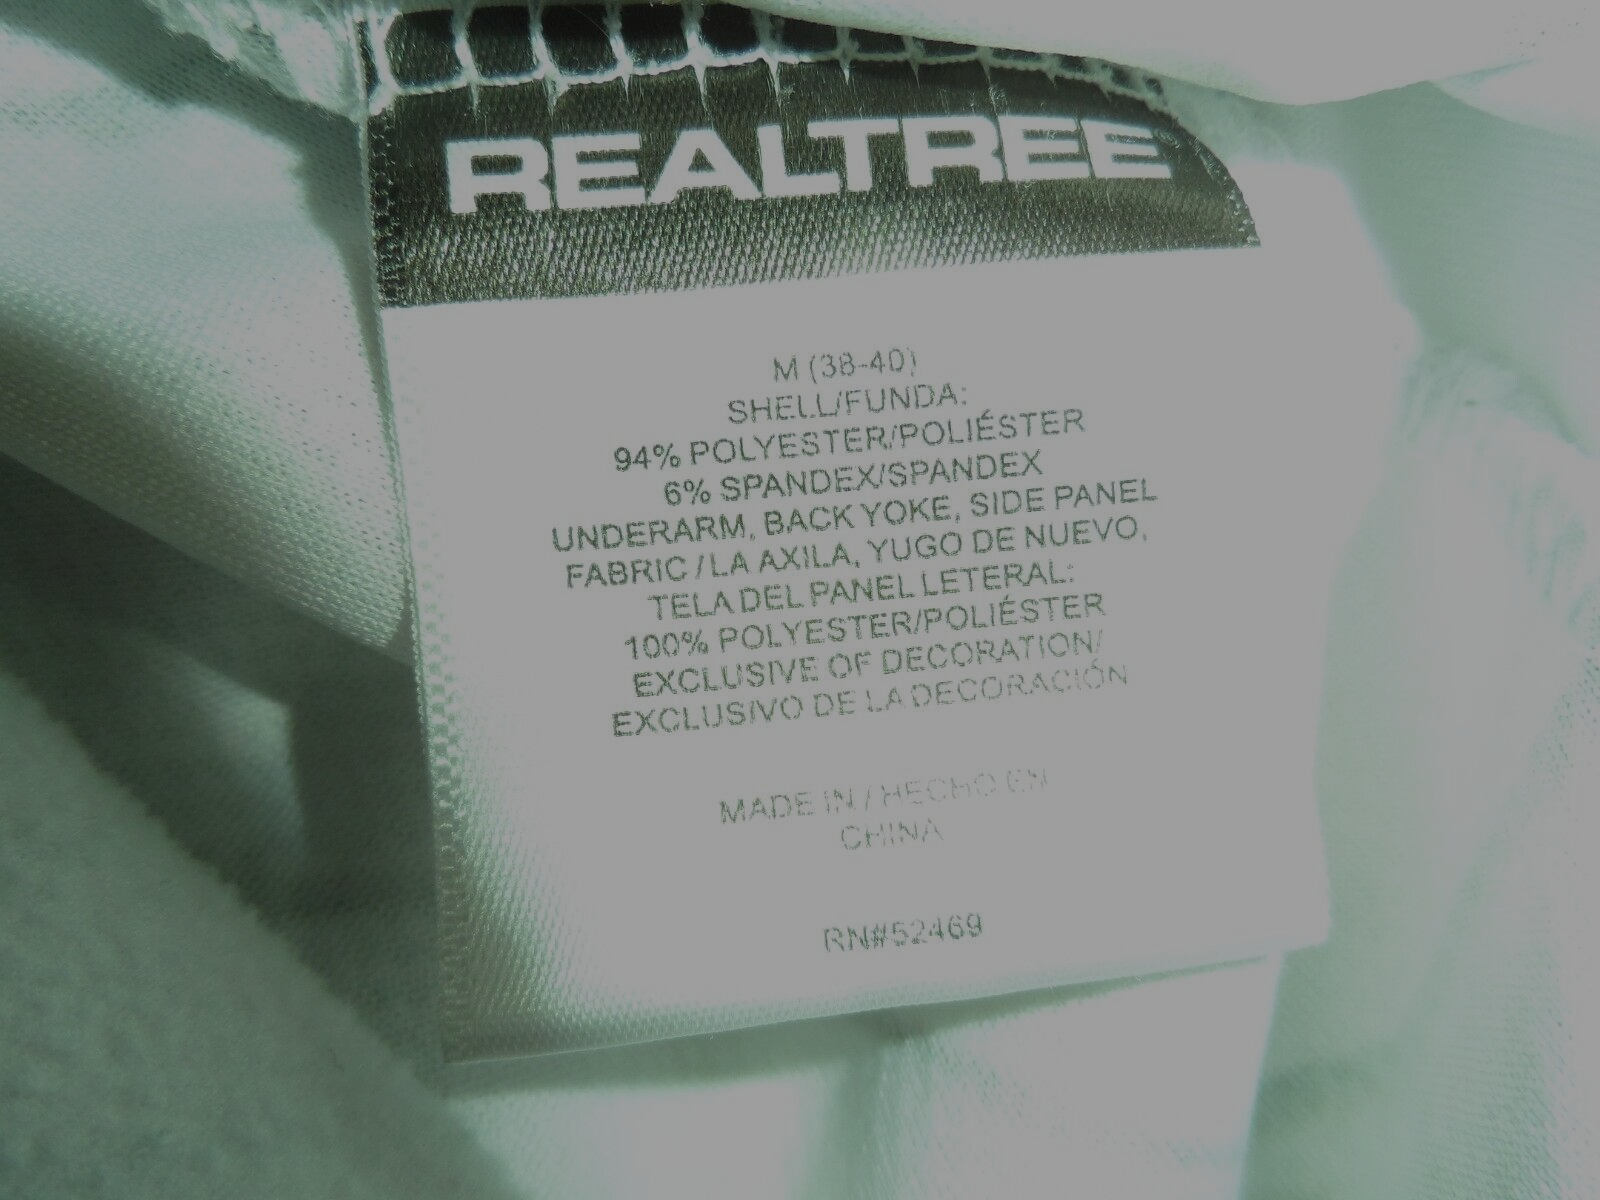 REALTREE
M (38-40)
SHELL/FUNDA:
94% POLYESTER/POLIÉSTER
6% SPANDEX/SPANDEX
UNDERARM, BACK YOKE, SIDE PANEL
FABRIC / LA AXILA, YUGO DE NUEVO,
TELA DEL PANEL LETERAL:
100% POLYESTER/POLIÉSTER
EXCLUSIVE OF DECORATION/
EXCLUSIVO DE LA DECORACIÓN
MADE IN / HECHO EN
CHINA
RN#52469